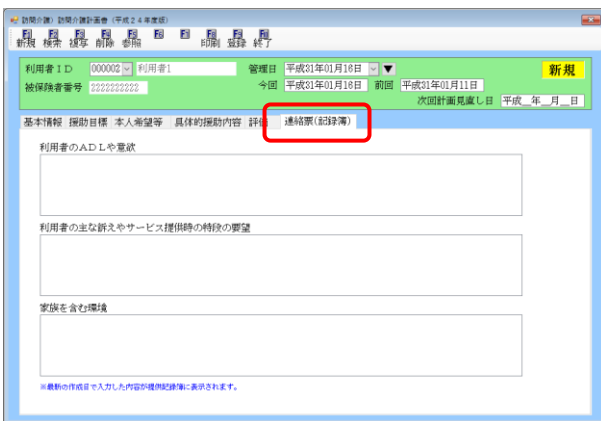 訪問介護）訪問介護計画書（平成２４年度版）
新規 検索 複写 削除 参照 印刷 登録 終了
利用者ＩＤ 000002 利用者1 管理日 平成31年01月16日 ▼ 新規
被保険者番号 2222222222 今回 平成31年01月16日 前回 平成31年01月11日
次回計画見直し日 平成__年__月__日
基本情報 援助目標 本人希望等 具体的援助内容 評価 連絡票(記録簿)
利用者のＡＤＬや意欲
利用者の主な訴えやサービス提供時の特段の要望
家族を含む環境
※最新の作成日で入力した内容が提供記録簿に表示されます。